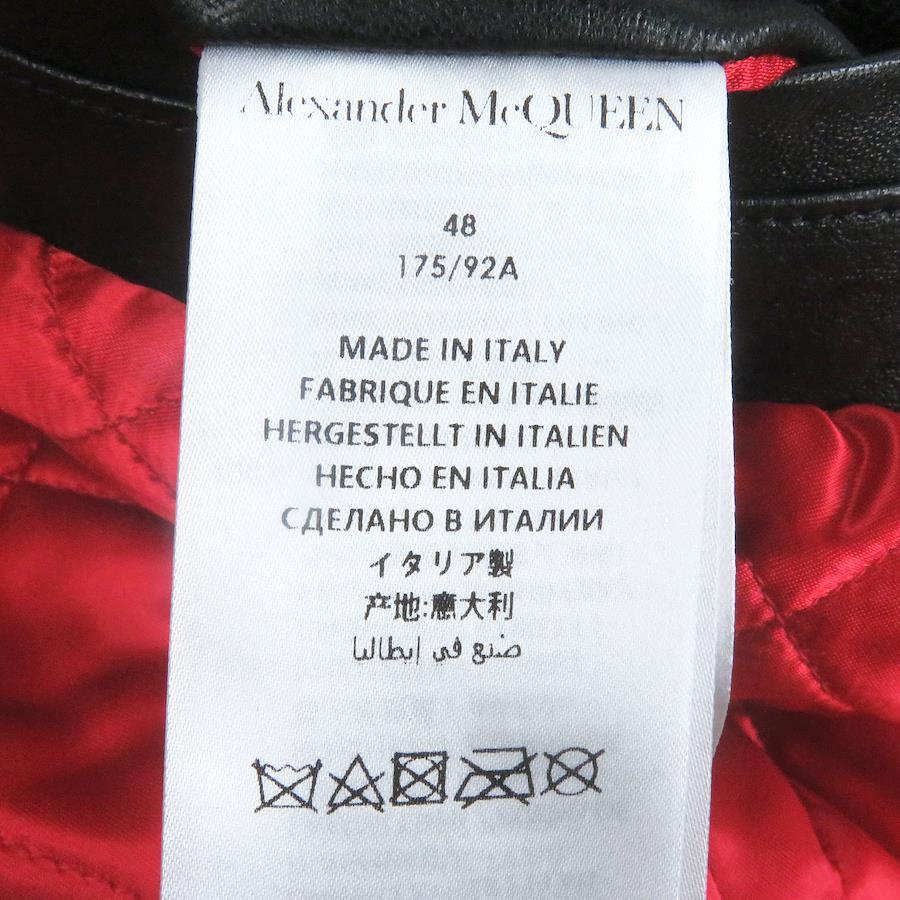 Alexander McQUEEN
48
175/92A
MADE IN ITALY
FABRIQUE EN ITALIE
HERGESTELLT IN ITALIEN
HECHO EN ITALIA
СДЕЛАНО В ИТАЛИИ
イタリア製
产地:意大利
صنع في إيطاليا